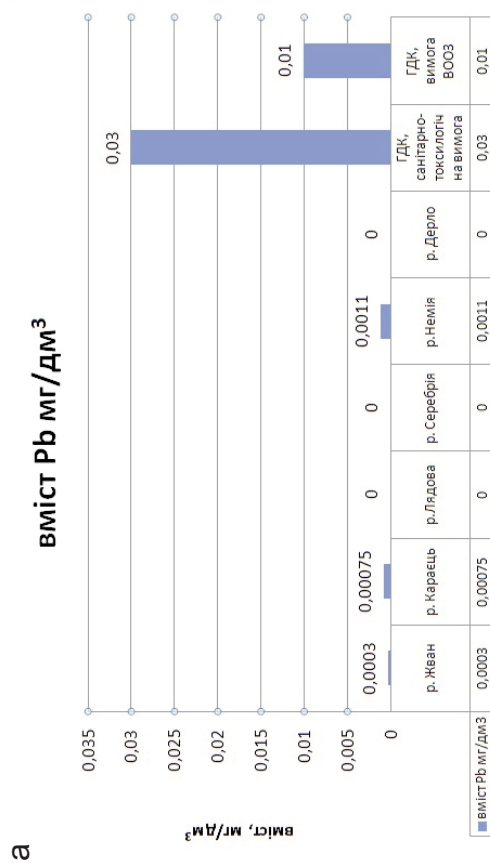 а
вміст Pb мг/дм³
вміст, мг/дм³
0,035
0,03
0,025
0,02
0,015
0,01
0,005
0
0,0003
0,00075
0
0
0,0011
0
0,03
0,01
р. Жван
р. Караєць
р.Лядова
р. Серебрія
р.Немія
р. Дерло
ГДК,
санітарно-
токсилогіч
на вимога
ГДК,
вимога
ВООЗ
вміст Pb мг/дм3
0,0003
0,00075
0
0
0,0011
0
0,03
0,01